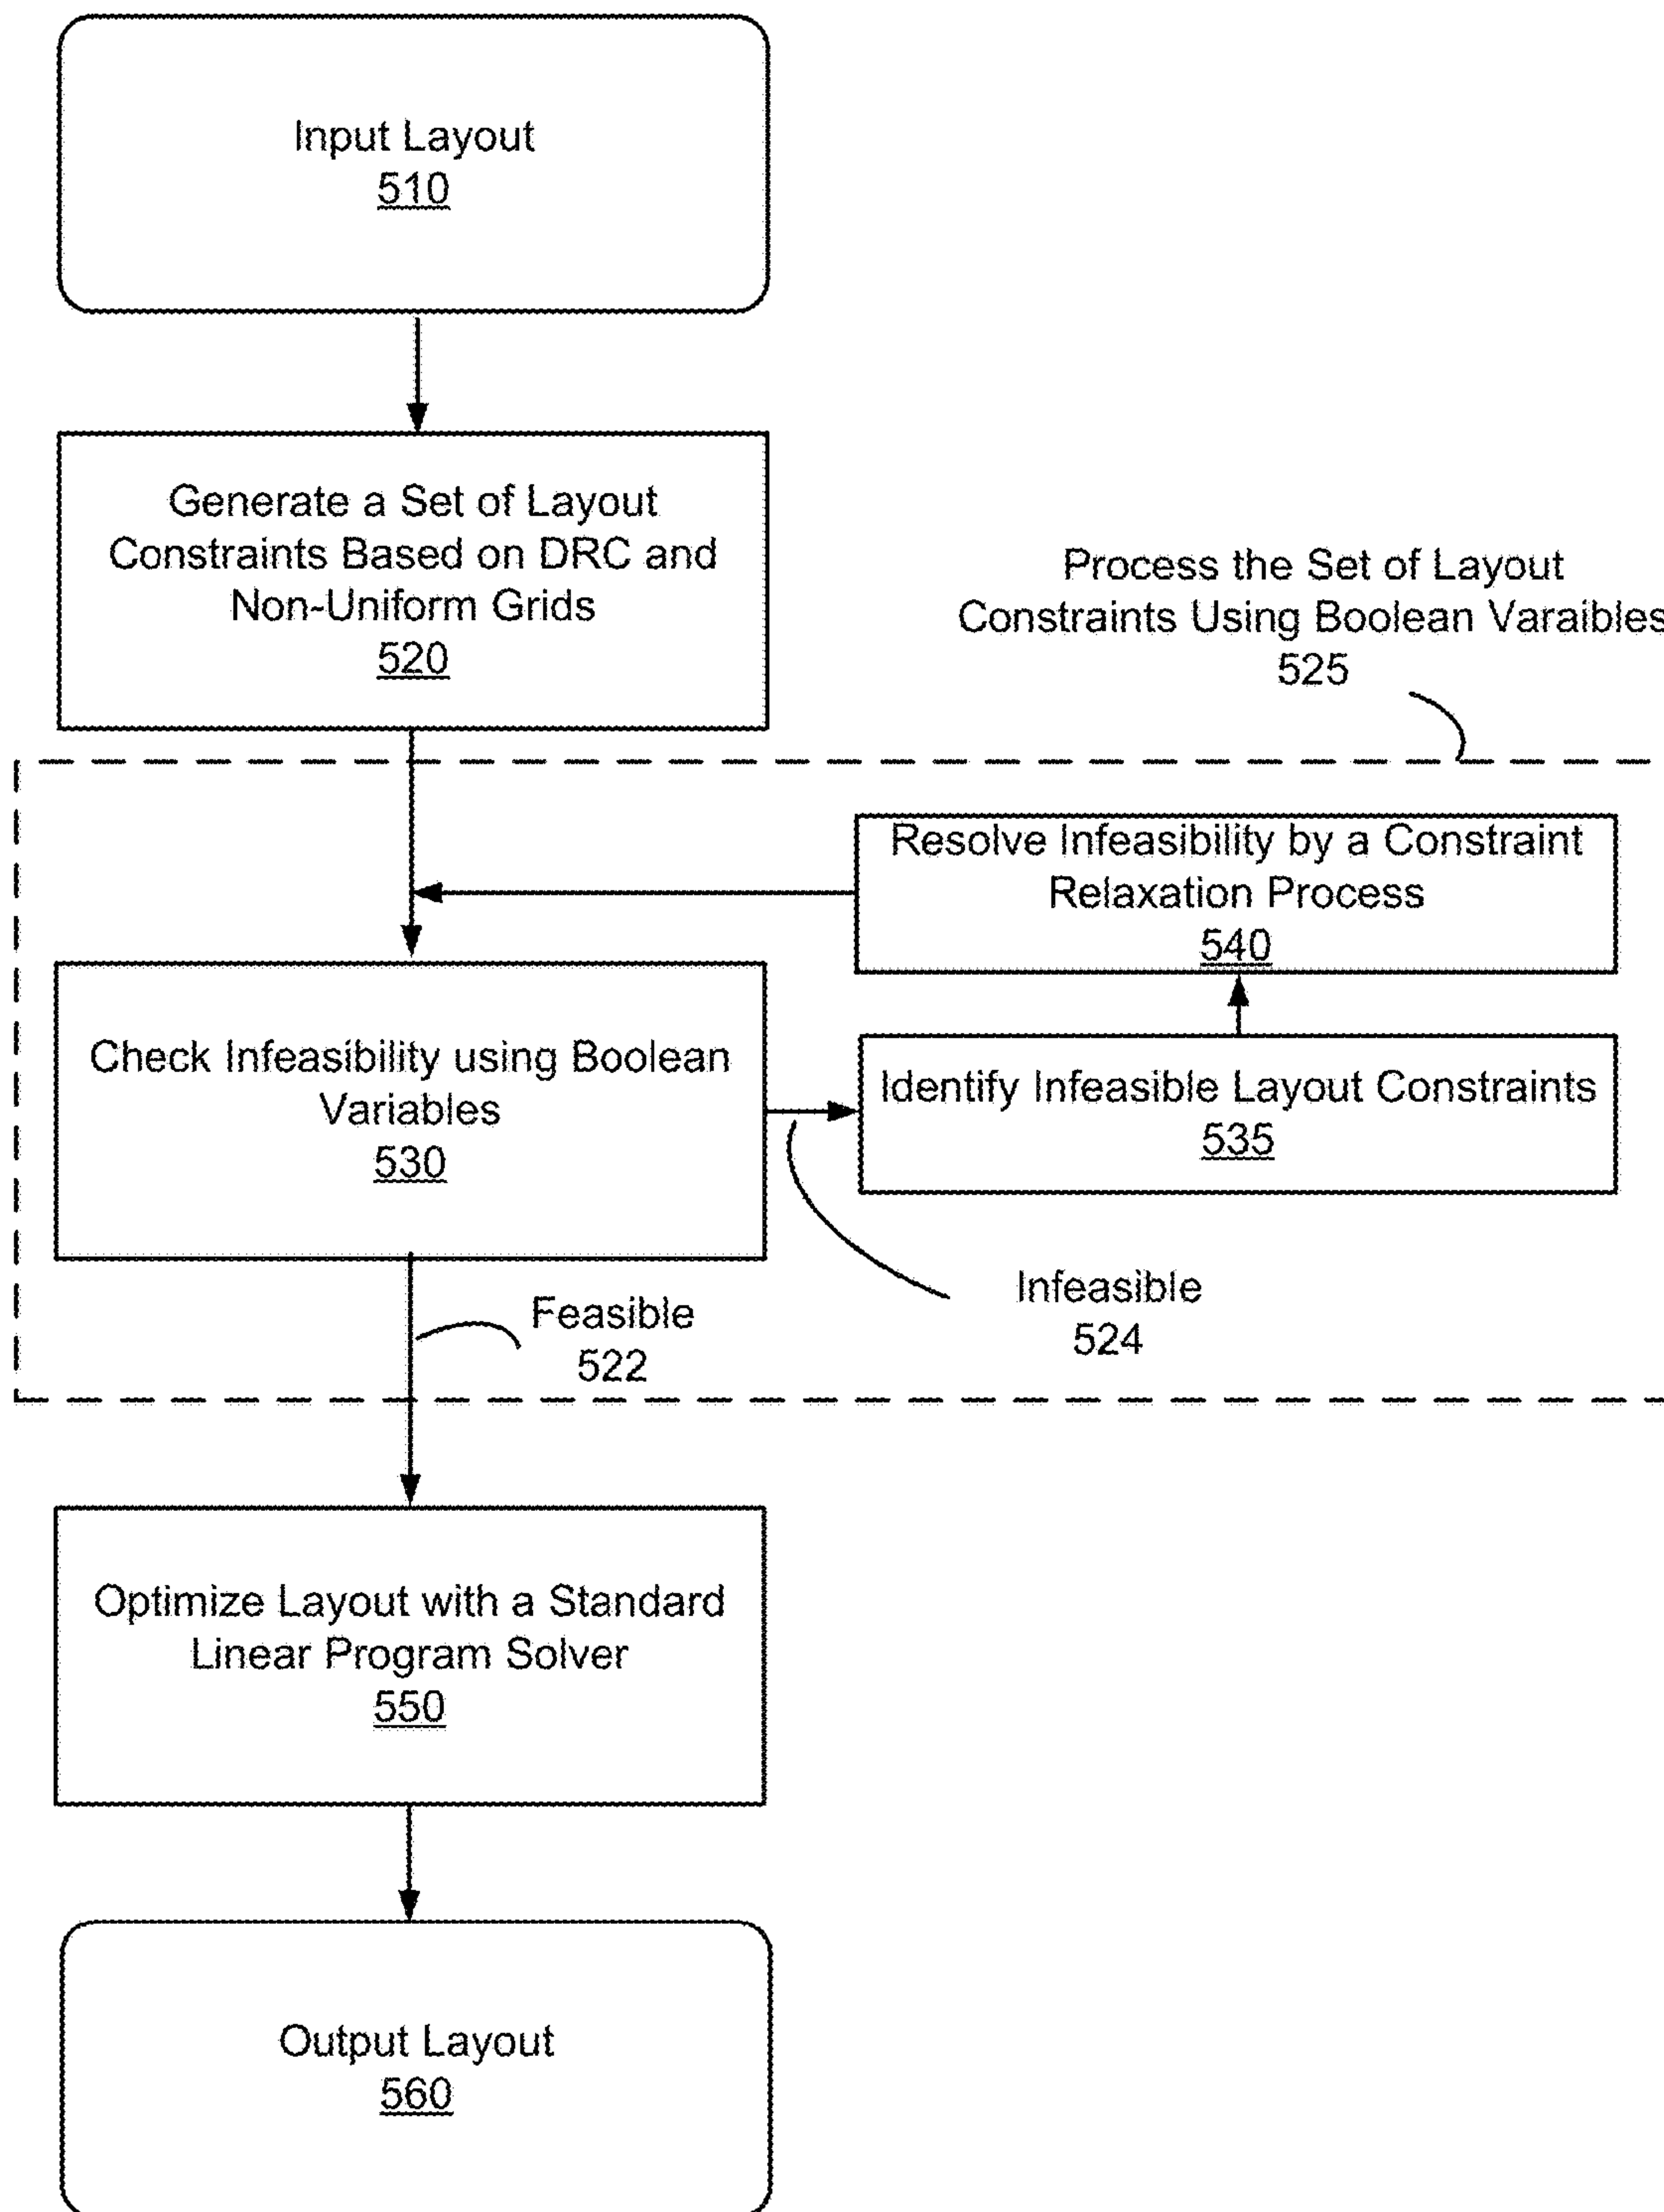 Input Layout
510
Generate a Set of Layout
Constraints Based on DRC and
Non-Uniform Grids
520
Process the Set of Layout
Constraints Using Boolean Varaibles
525
Resolve Infeasibility by a Constraint
Relaxation Process
540
Check Infeasibility using Boolean
Variables
530
Identify Infeasible Layout Constraints
535
Infeasible
524
Feasible
522
Optimize Layout with a Standard
Linear Program Solver
550
Output Layout
560